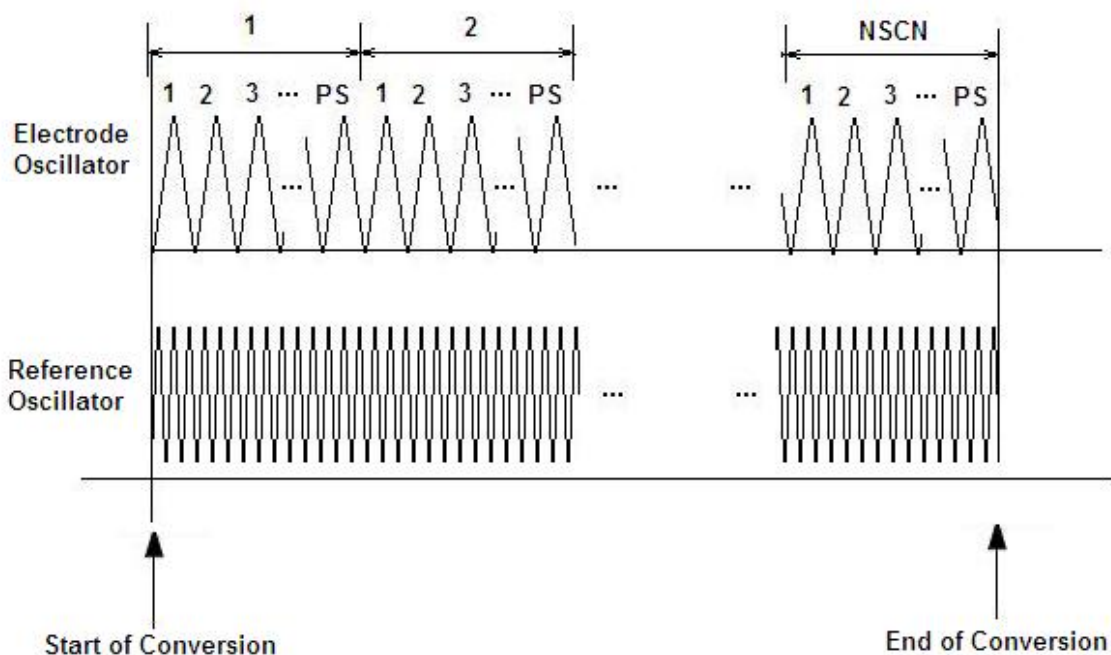 1 2 NSCN
1 2 3 ... PS 1 2 3 ... PS 1 2 3 ... PS
Electrode
Oscillator
... ... ... ... ...
Reference
Oscillator
... ...
Start of Conversion
End of Conversion